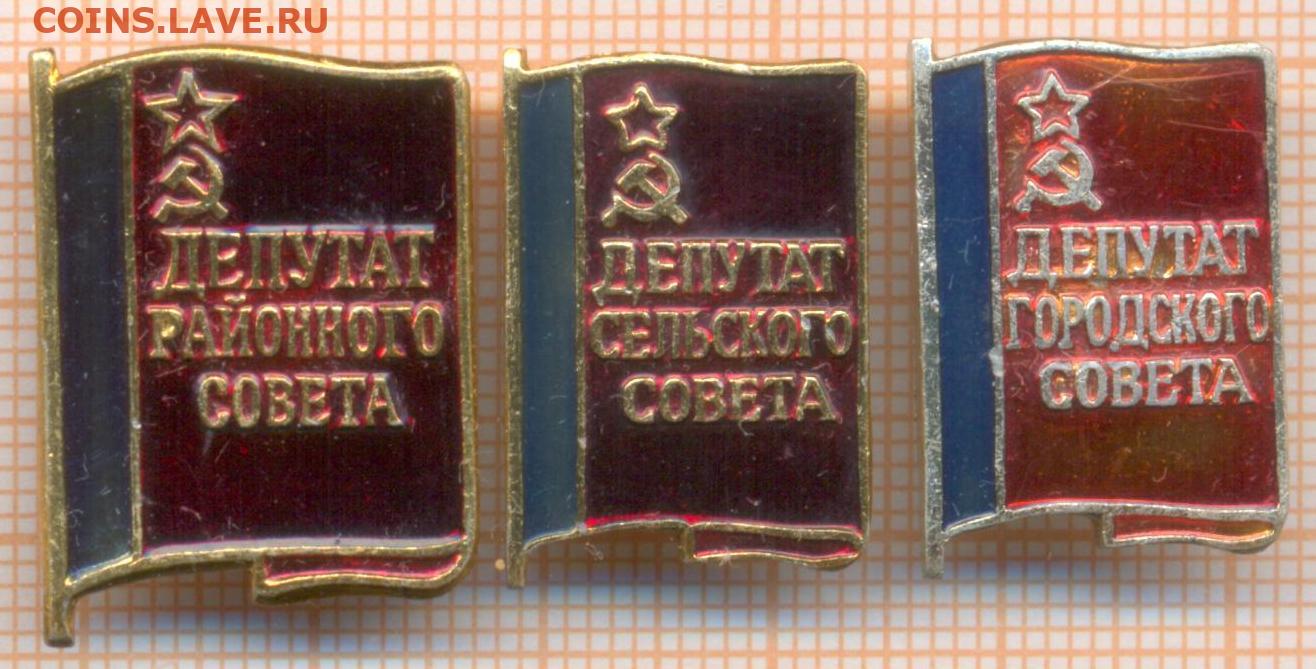 COINS.LAVE.RU
ДЕПУТАТ
РАЙОННОГО
СОВЕТА
ДЕПУТАТ
СЕЛЬСКОГО
СОВЕТА
ДЕПУТАТ
ГОРОДСКОГО
СОВЕТА